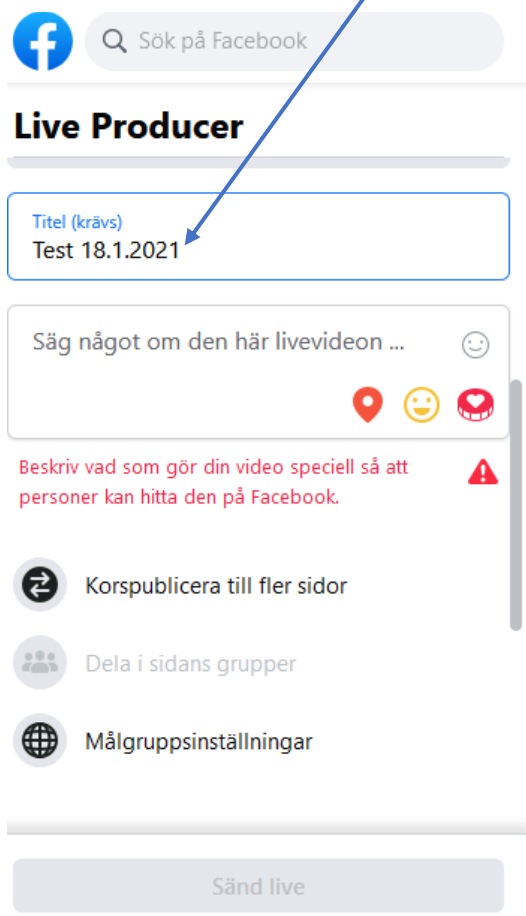 Sök på Facebook
Live Producer
Titel (krävs)
Test 18.1.2021
Säg något om den här livevideon ...
Beskriv vad som gör din video speciell så att
personer kan hitta den på Facebook.
Korspublicera till fler sidor
Dela i sidans grupper
Målgruppsinställningar
Sänd live